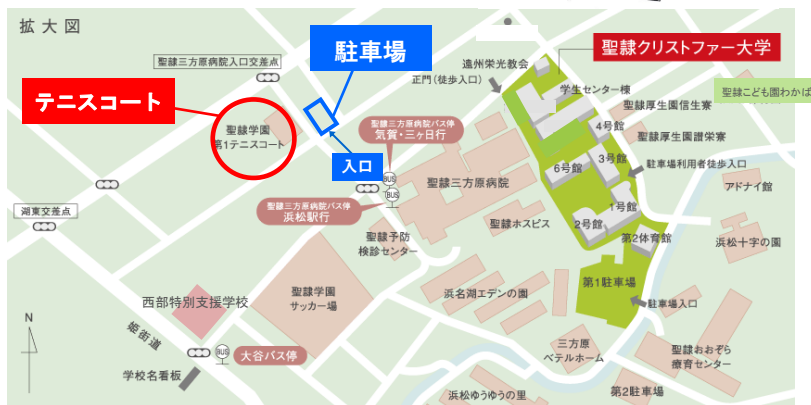 拡大図
駐車場
聖隷クリストファー大学
聖隷三方原病院入口交差点
遠州栄光教会
正門(徒歩入口)
学生センター棟
聖隷こども園わかば
テニスコート
聖隷厚生園信生寮
聖隷学園
第1テニスコート
聖隷三方原病院バス停
気賀・三ヶ日行
4号館
聖隷厚生園讃栄寮
3号館
駐車場利用者徒歩入口
入口
6号館
BUS
BUS
聖隷三方原病院
アドナイ館
湖東交差点
聖隷三方原病院バス停
浜松駅行
1号館
2号館
聖隷ホスピス
第2体育館
聖隷予防
検診センター
浜松十字の園
聖隷学園
サッカー場
浜名湖エデンの園
第1駐車場
駐車場入口
西部特別支援学校
N
姫街道
BUS
大谷バス停
三方原
ベテルホーム
聖隷おおぞら
療育センター
学校名看板
浜松ゆうゆうの里
第2駐車場